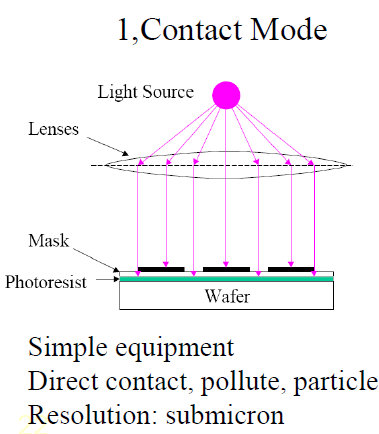 1,Contact Mode
Light Source
Lenses
Mask
Photoresist
Wafer
Simple equipment
Direct contact, pollute, particle
Resolution: submicron